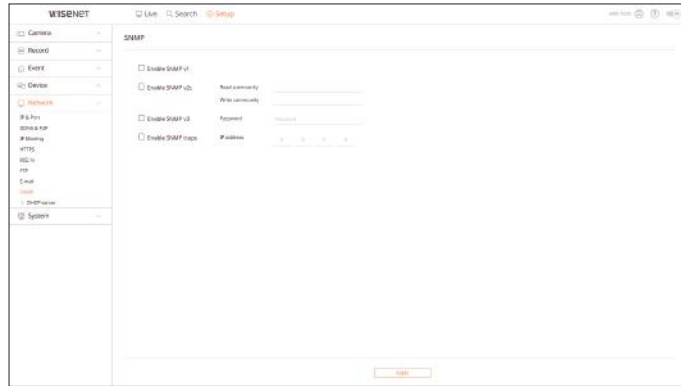 WISENET
Live Search Setup
Camera
Record
Event
Device
Network
IP & Port
DDNS & P2P
IP filtering
HTTPS
802.1x
FTP
E-mail
SNMP
DHCP server
System
SNMP
Enable SNMP v1
Enable SNMP v2c Read community
Write community
Enable SNMP v3 Password Password
Enable SNMP traps IP address
Apply